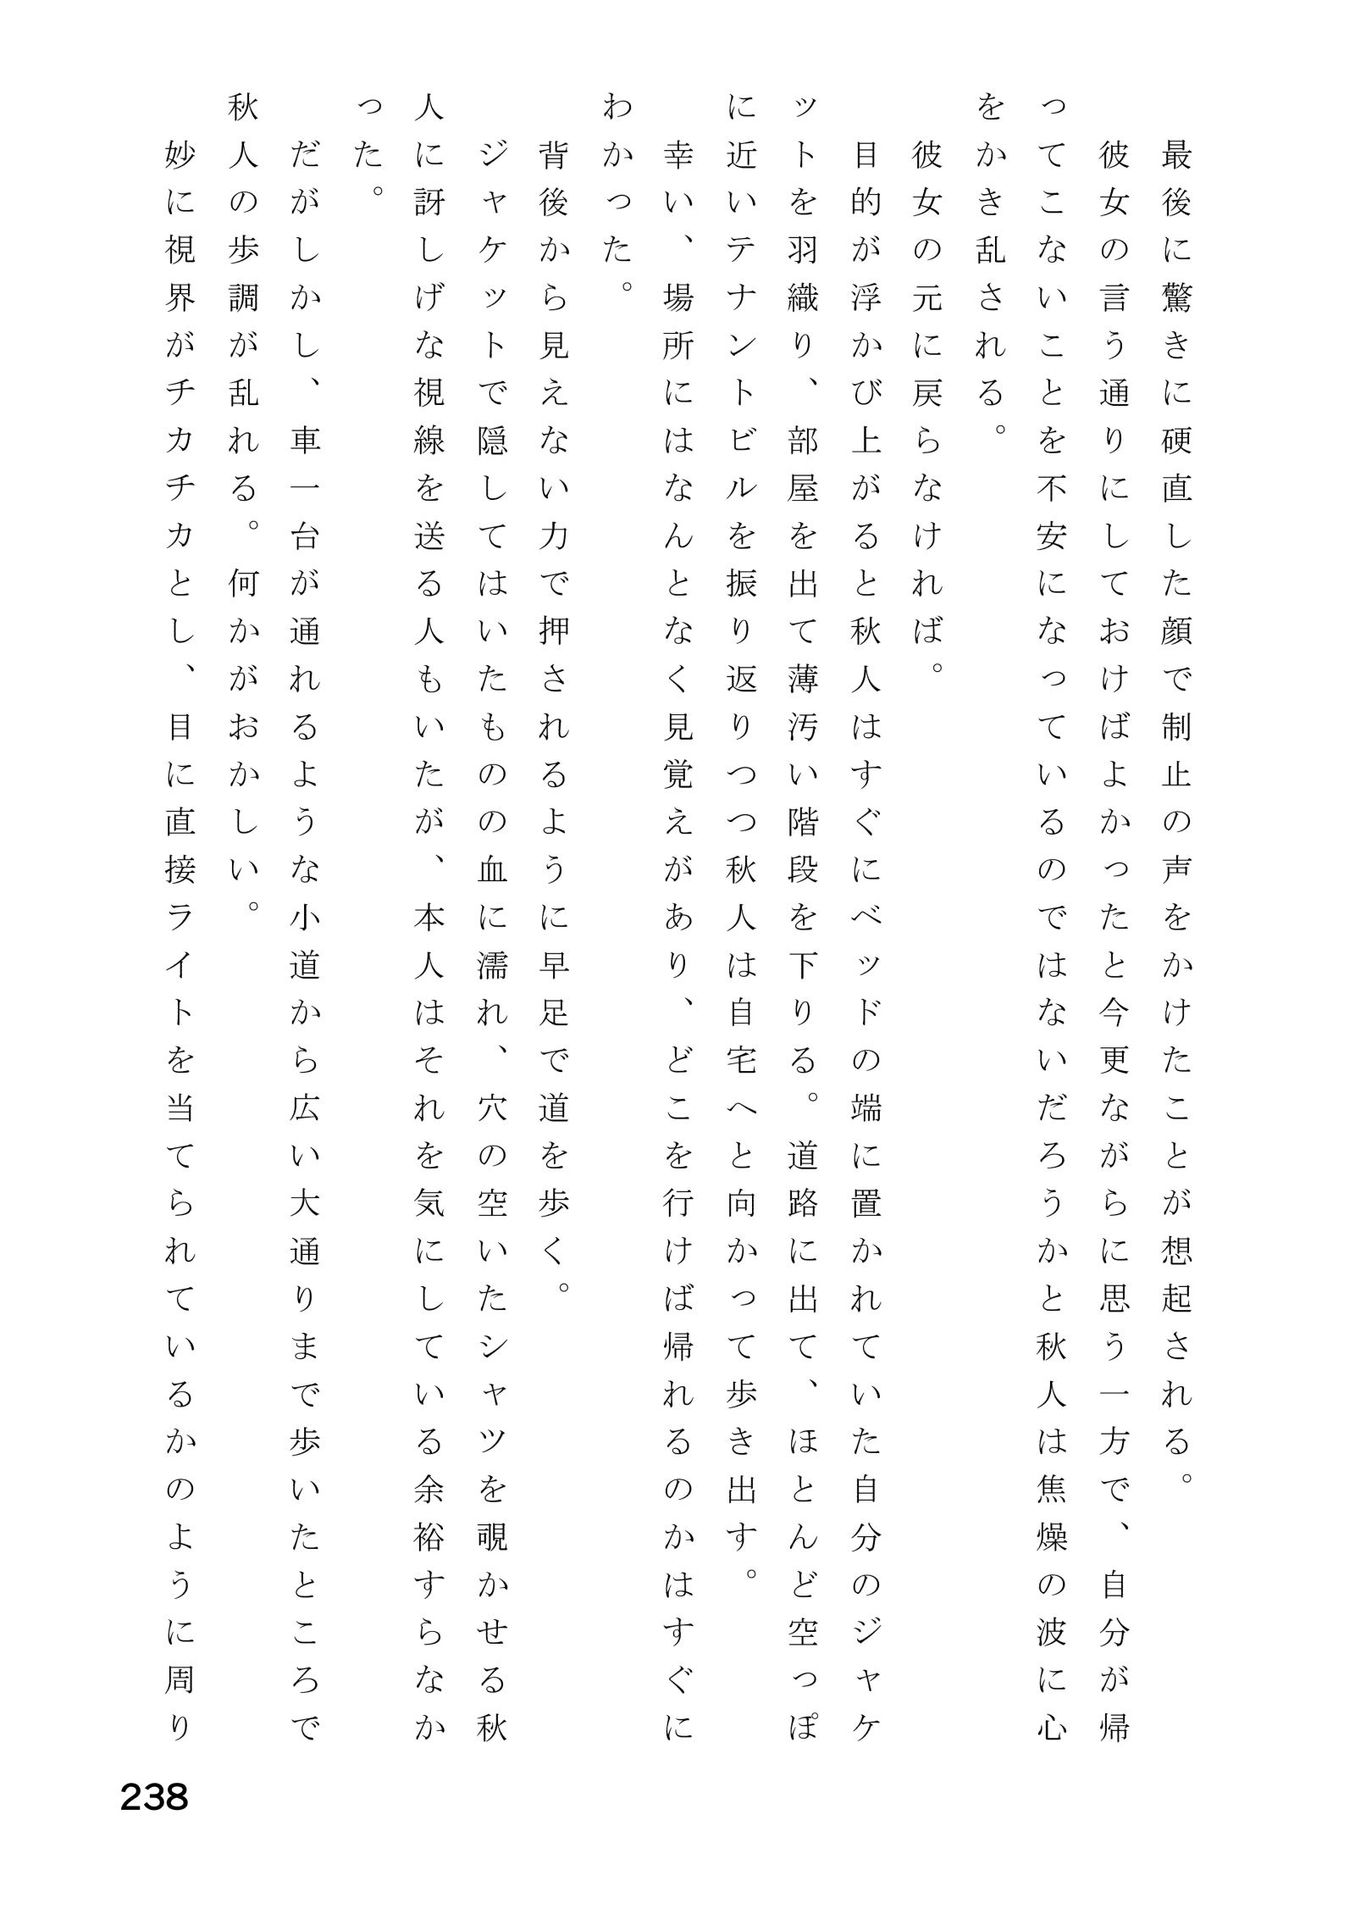 最後に驚きに硬直した顔で制止の声をかけたことが想起される。
　彼女の言う通りにしておけばよかったと今更ながらに思う一方で、自分が帰
ってこないことを不安になっているのではないだろうかと秋人は焦燥の波に心
をかき乱される。
　彼女の元に戻らなければ。
　目的が浮かび上がると秋人はすぐにベッドの端に置かれていた自分のジャケ
ットを羽織り、部屋を出て薄汚い階段を下りる。道路に出て、ほとんど空っぽ
に近いテナントビルを振り返りつつ秋人は自宅へと向かって歩き出す。
　幸い、場所にはなんとなく見覚えがあり、どこを行けば帰れるのかはすぐに
わかった。
　背後から見えない力で押されるように早足で道を歩く。
　ジャケットで隠してはいたものの血に濡れ、穴の空いたシャツを覗かせる秋
人に訝しげな視線を送る人もいたが、本人はそれを気にしている余裕すらなか
った。
　だがしかし、車一台が通れるような小道から広い大通りまで歩いたところで
秋人の歩調が乱れる。何かがおかしい。
　妙に視界がチカチカとし、目に直接ライトを当てられているかのように周り
238